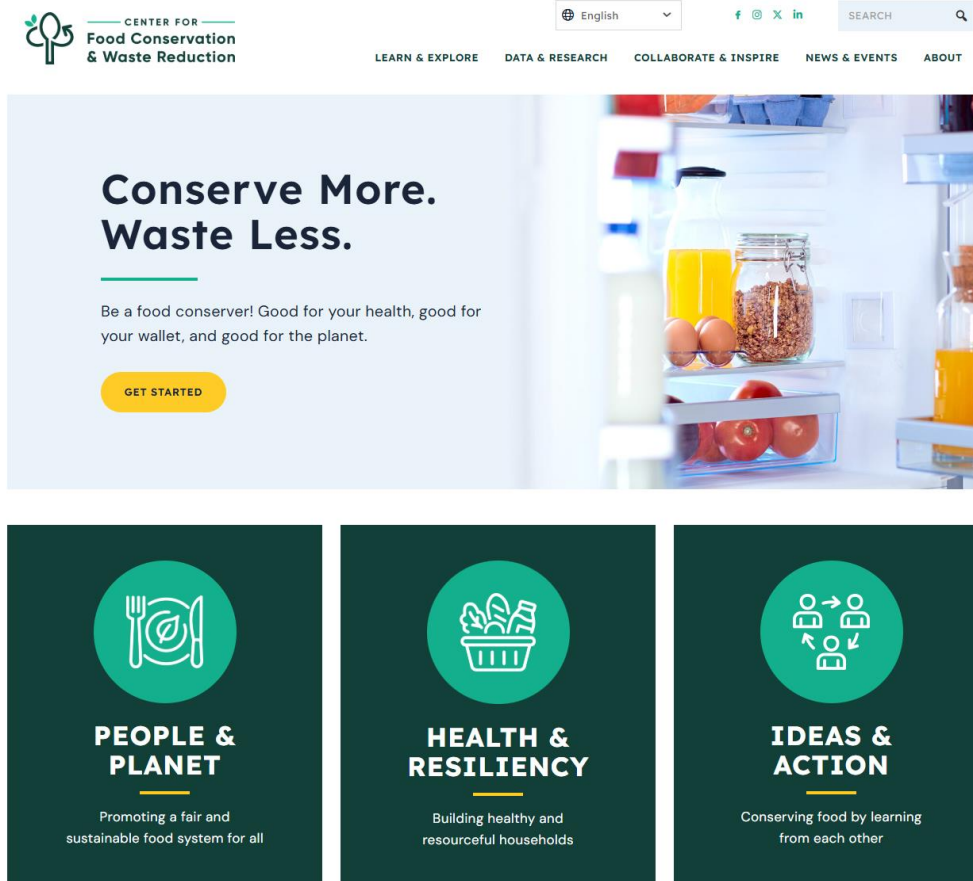 CENTER FOR
Food Conservation
& Waste Reduction
English
SEARCH
LEARN & EXPLORE
DATA & RESEARCH
COLLABORATE & INSPIRE
NEWS & EVENTS
ABOUT
Conserve More.
Waste Less.
Be a food conserver! Good for your health, good for
your wallet, and good for the planet.
GET STARTED
PEOPLE &
PLANET
Promoting a fair and
sustainable food system for all
HEALTH &
RESILIENCY
Building healthy and
resourceful households
IDEAS &
ACTION
Conserving food by learning
from each other